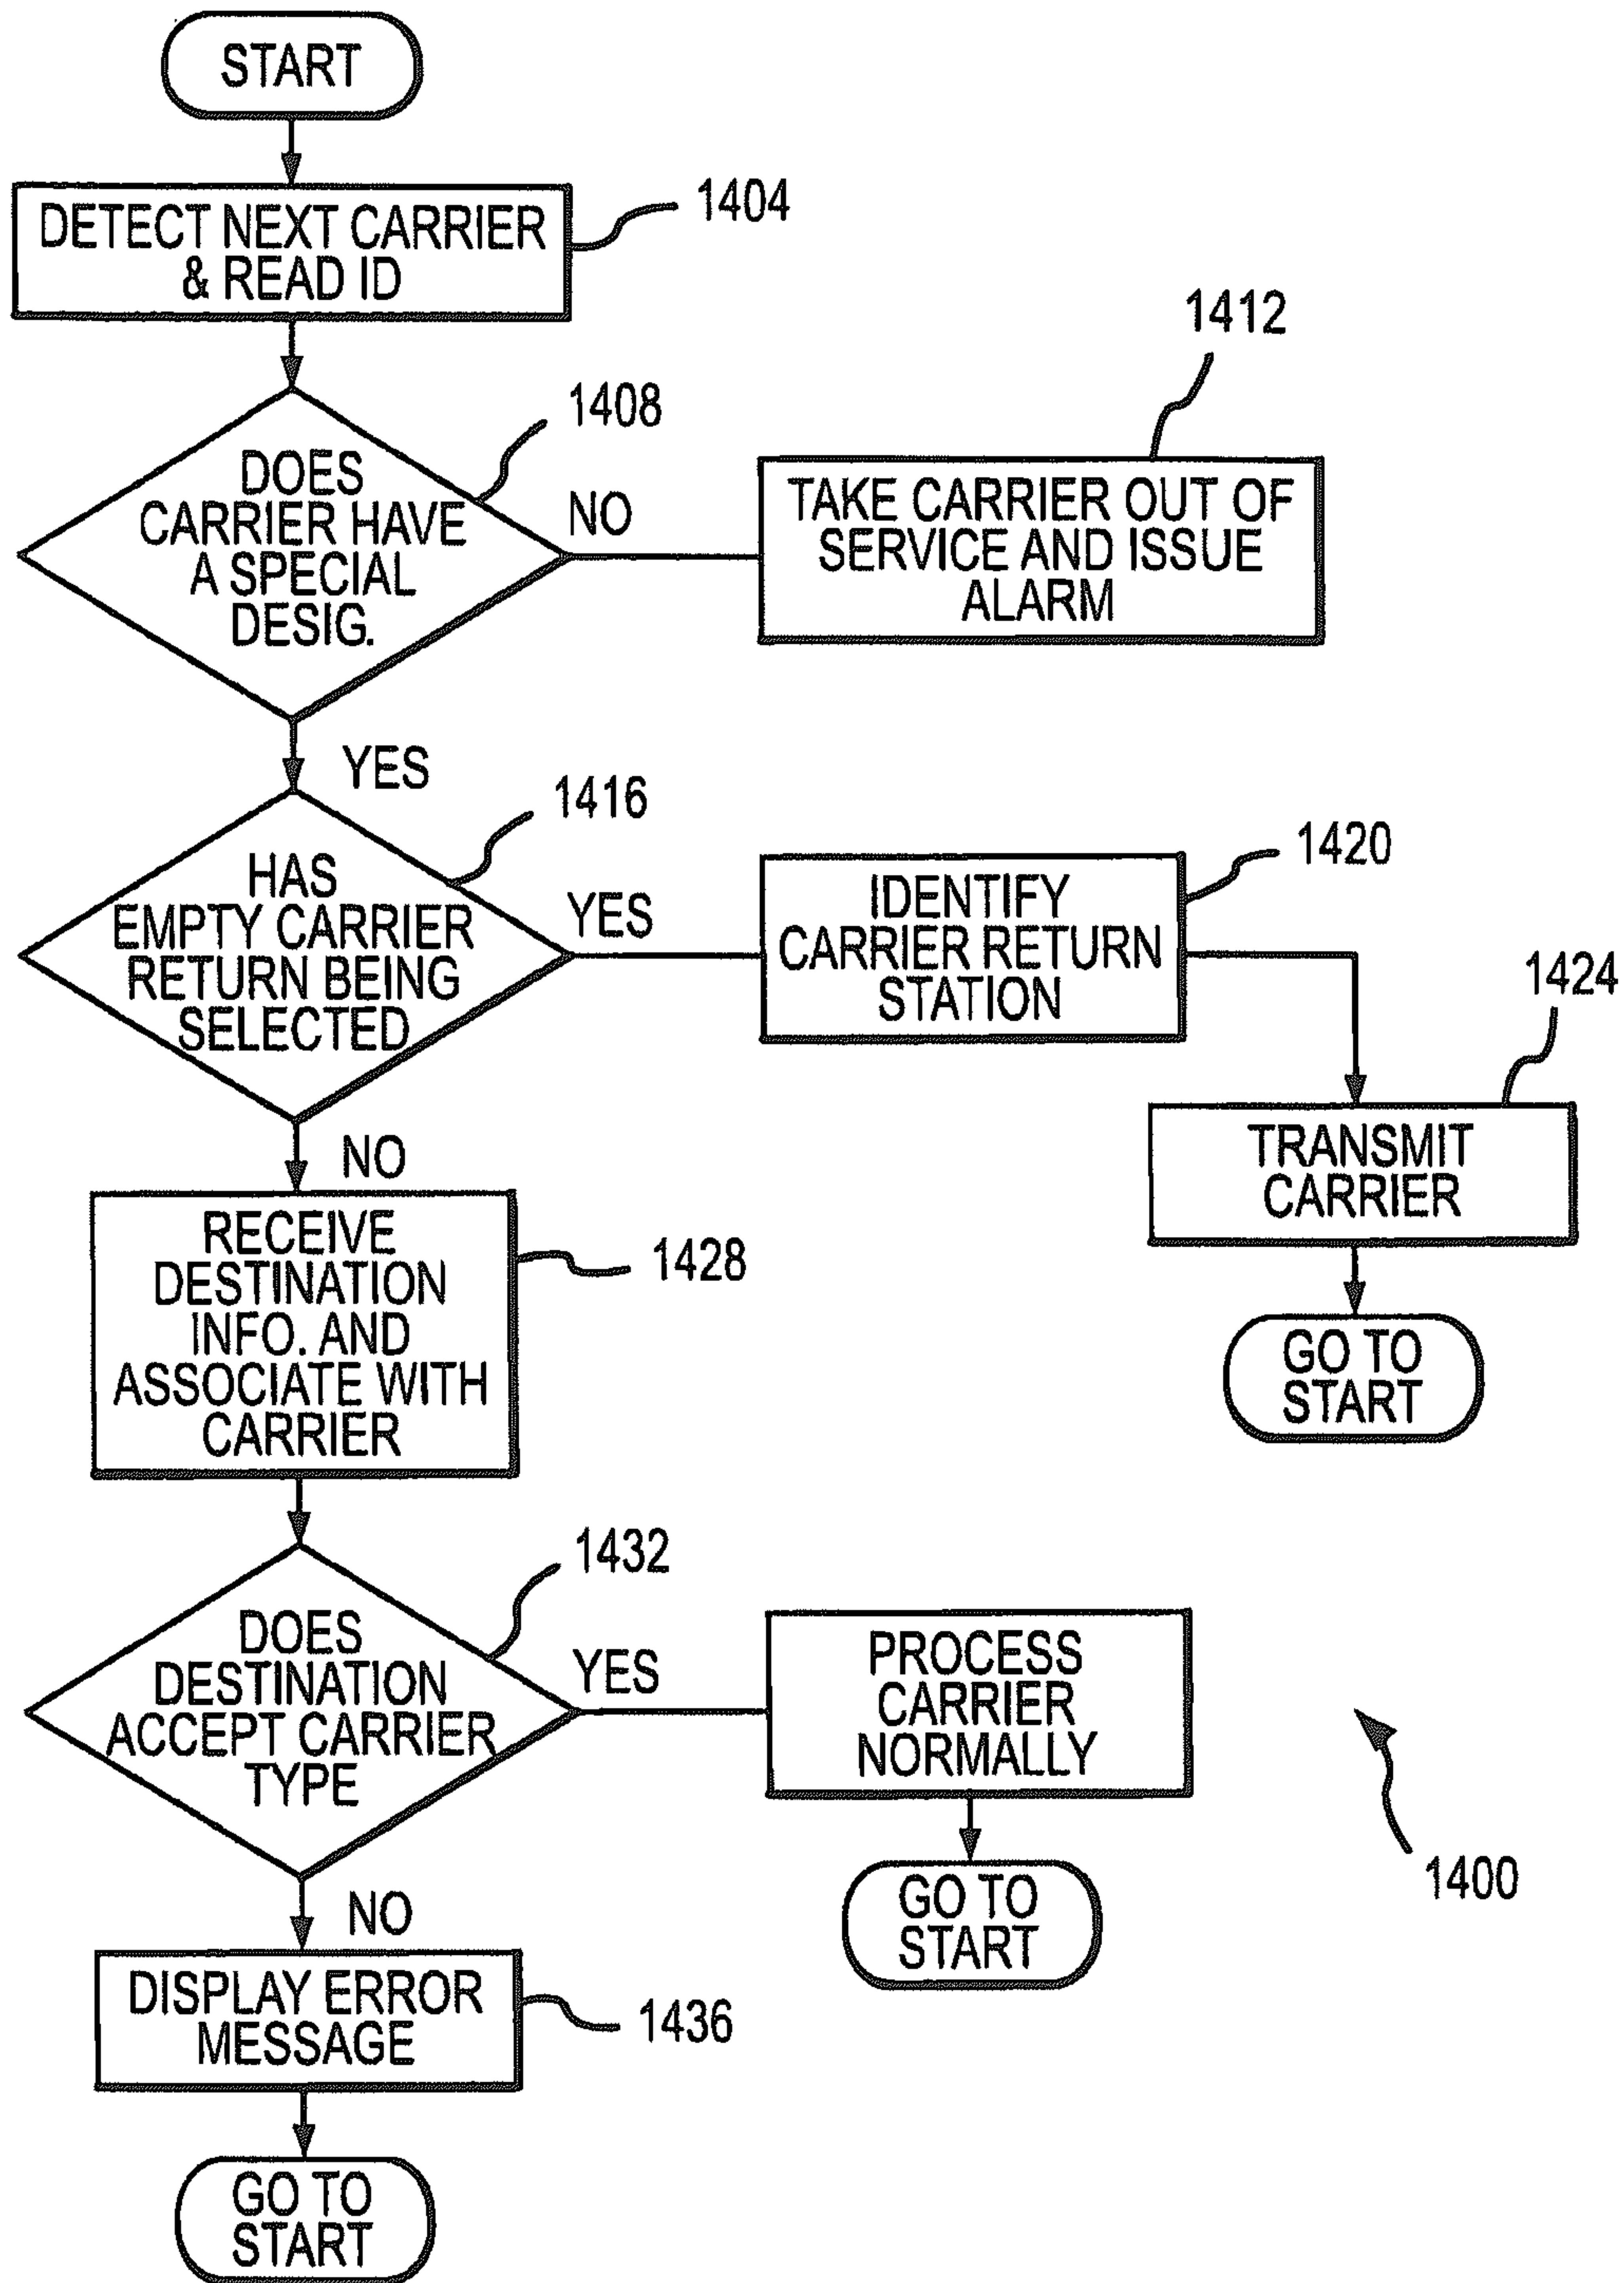 START
DETECT NEXT CARRIER
& READ ID
1404
1412
1408
DOES
CARRIER HAVE
A SPECIAL
DESIG.
NO
TAKE CARRIER OUT OF
SERVICE AND ISSUE
ALARM
YES
1416
HAS
EMPTY CARRIER
RETURN BEING
SELECTED
YES
IDENTIFY
CARRIER RETURN
STATION
1420
1424
TRANSMIT
CARRIER
GO TO
START
NO
RECEIVE
DESTINATION
INFO. AND
ASSOCIATE WITH
CARRIER
1428
1432
DOES
DESTINATION
ACCEPT CARRIER
TYPE
YES
PROCESS
CARRIER
NORMALLY
GO TO
START
1400
NO
DISPLAY ERROR
MESSAGE
1436
GO TO
START